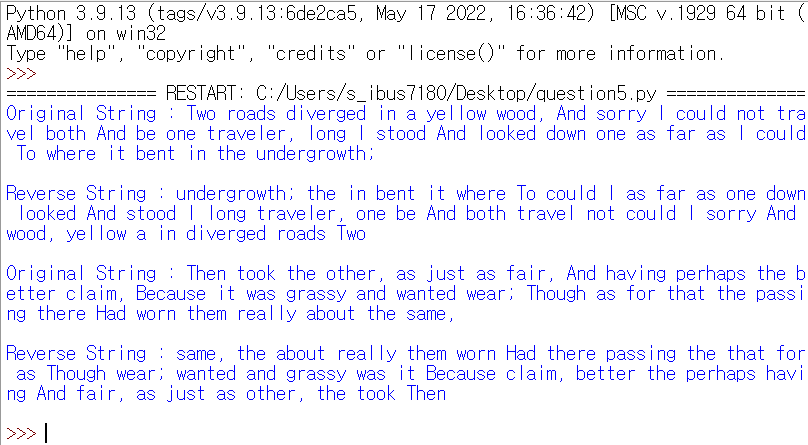 Python 3.9.13 (tags/v3.9.13:6de2ca5, May 17 2022, 16:36:42) [MSC v.1929 64 bit (
AMD64)] on win32
Type "help", "copyright", "credits" or "license()" for more information.
>>>
=============== RESTART: C:/Users/s_ibus7180/Desktop/question5.py ==============
Original String : Two roads diverged in a yellow wood, And sorry I could not tra
vel both And be one traveler, long I stood And looked down one as far as I could
 To where it bent in the undergrowth;
Reverse String : undergrowth; the in bent it where To could I as far as one down
 looked And stood I long traveler, one be And both travel not could I sorry And
wood, yellow a in diverged roads Two
Original String : Then took the other, as just as fair, And having perhaps the b
etter claim, Because it was grassy and wanted wear; Though as for that the passi
ng there Had worn them really about the same,
Reverse String : same, the about really them worn Had there passing the that for
 as Though wear; wanted and grassy was it Because claim, better the perhaps havi
ng And fair, as just as other, the took Then
>>>